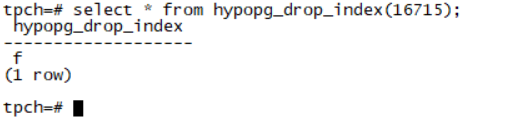 tpch=# select * from hypopg_drop_index(16715);
 hypopg_drop_index
-------------------
 f
(1 row)
tpch=#